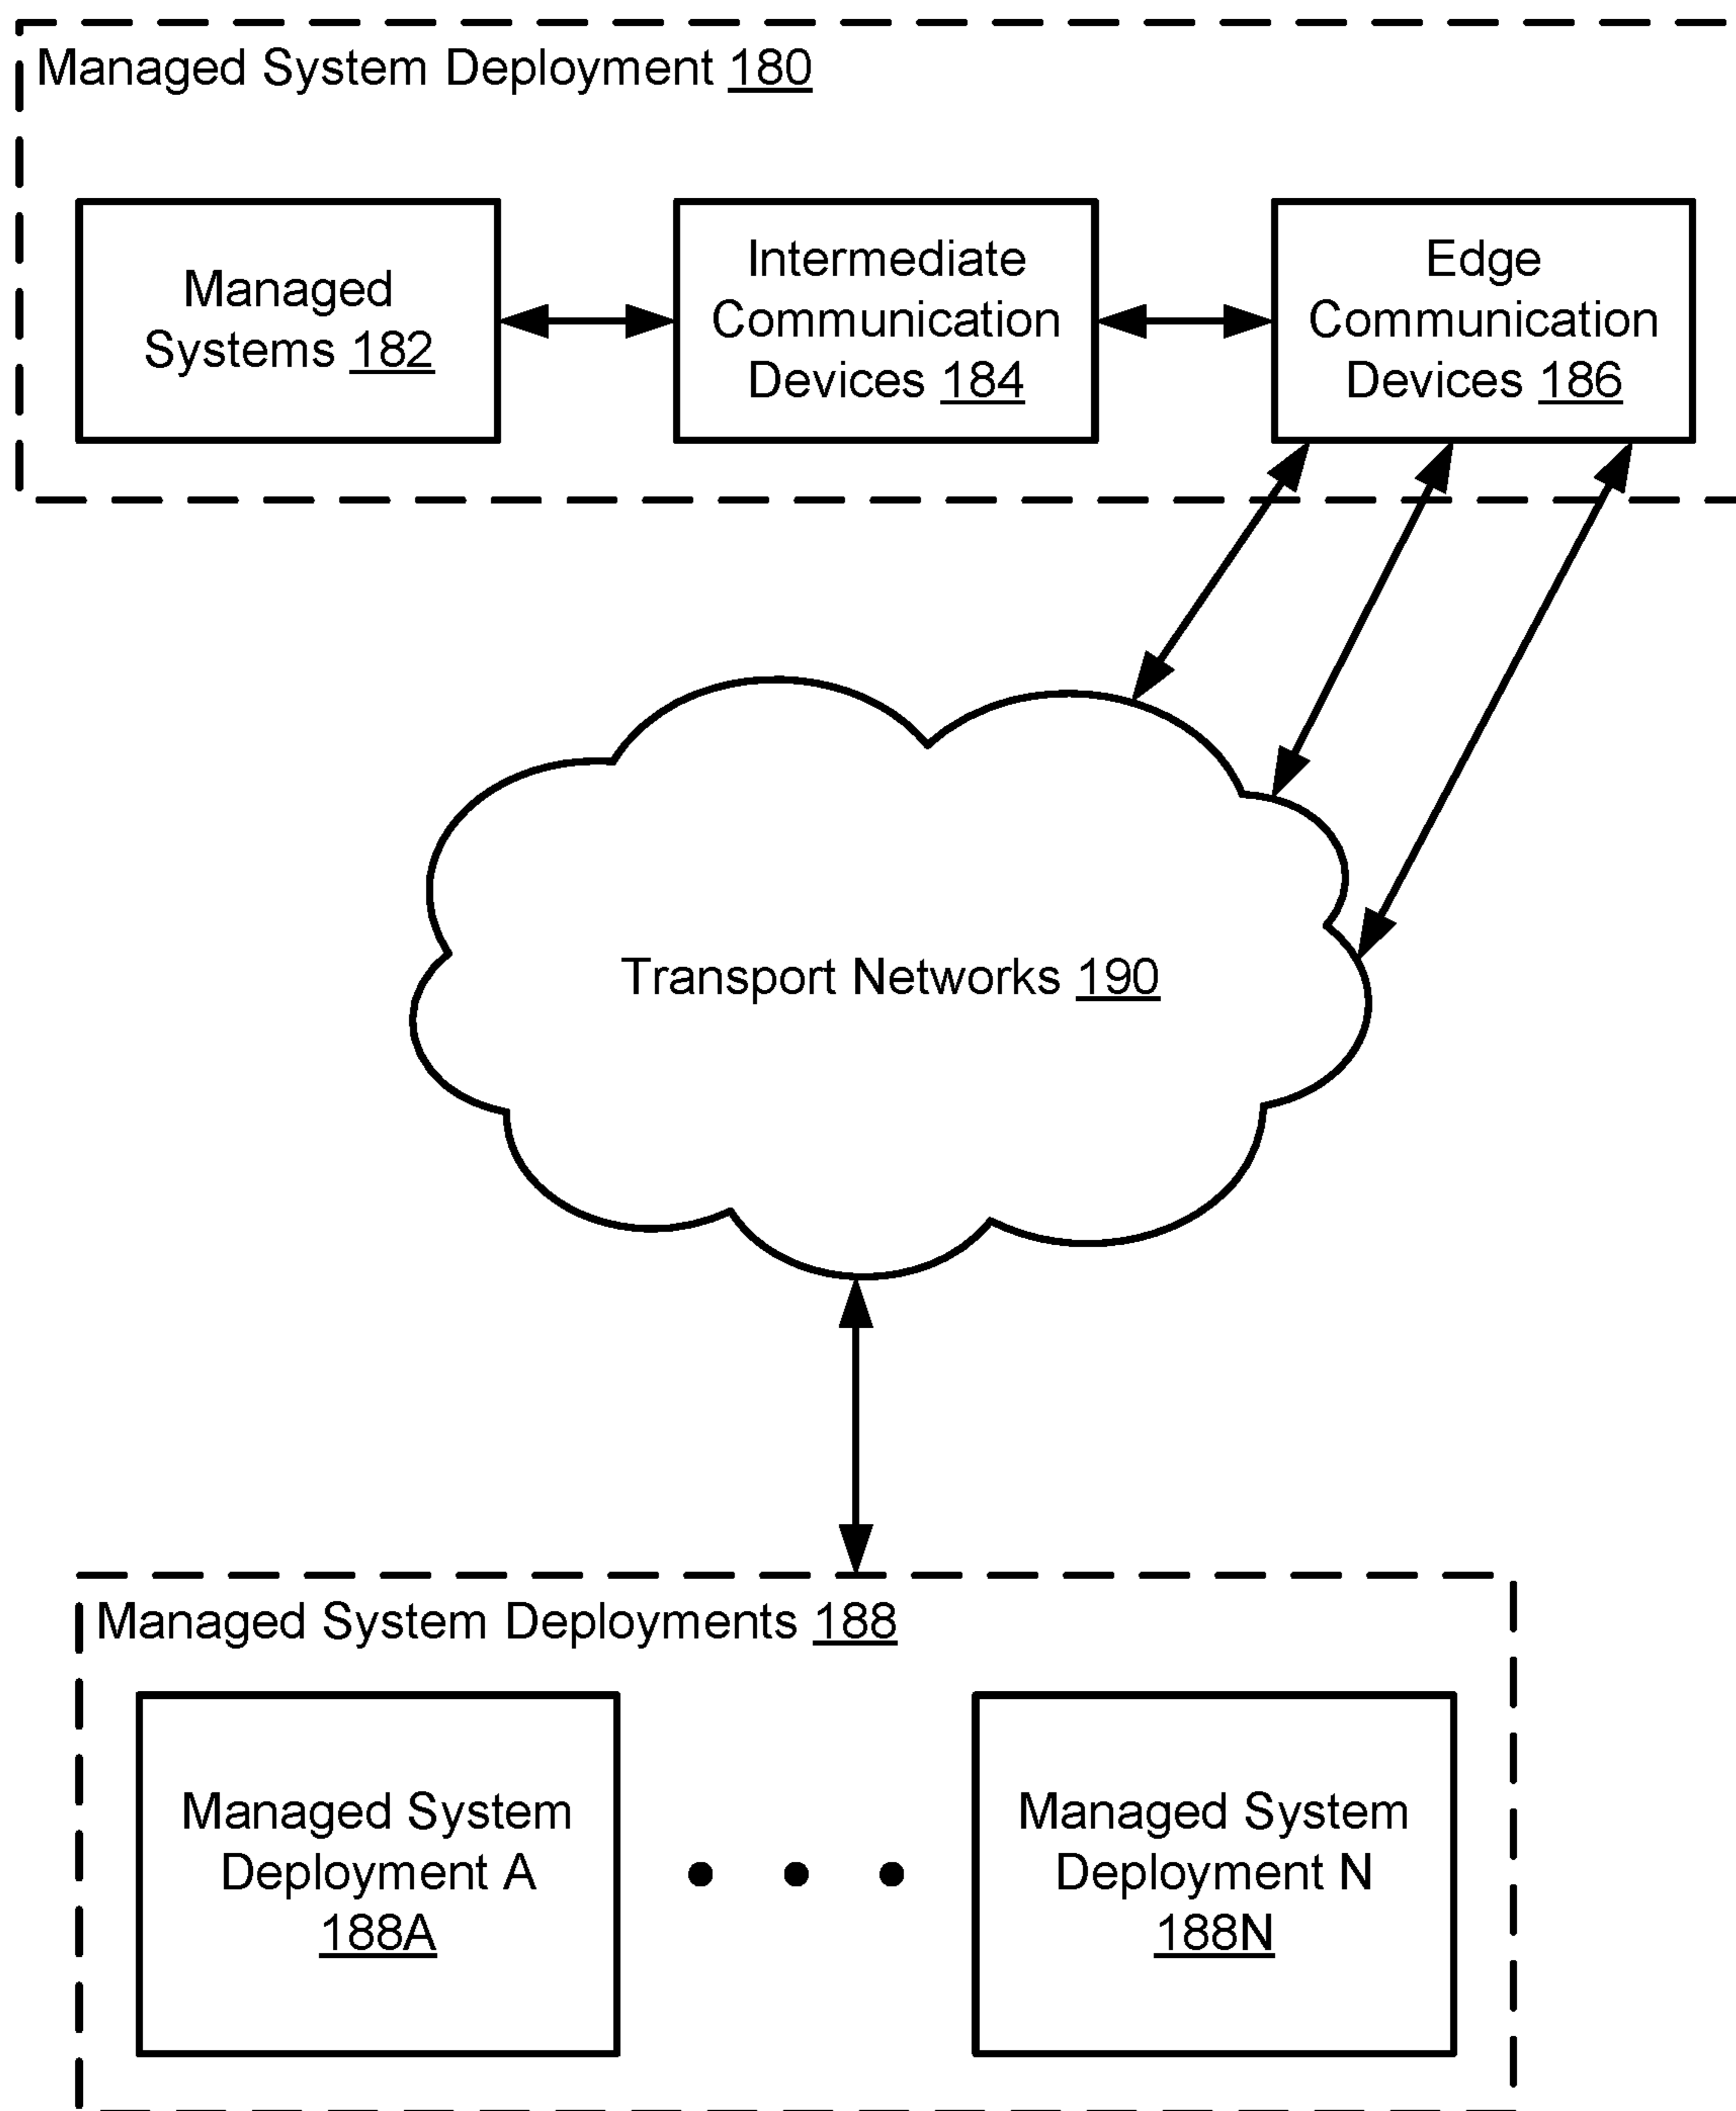 Managed System Deployment 180
Managed
Systems 182
Intermediate
Communication
Devices 184
Edge
Communication
Devices 186
Transport Networks 190
Managed System Deployments 188
Managed System
Deployment A
188A
Managed System
Deployment N
188N